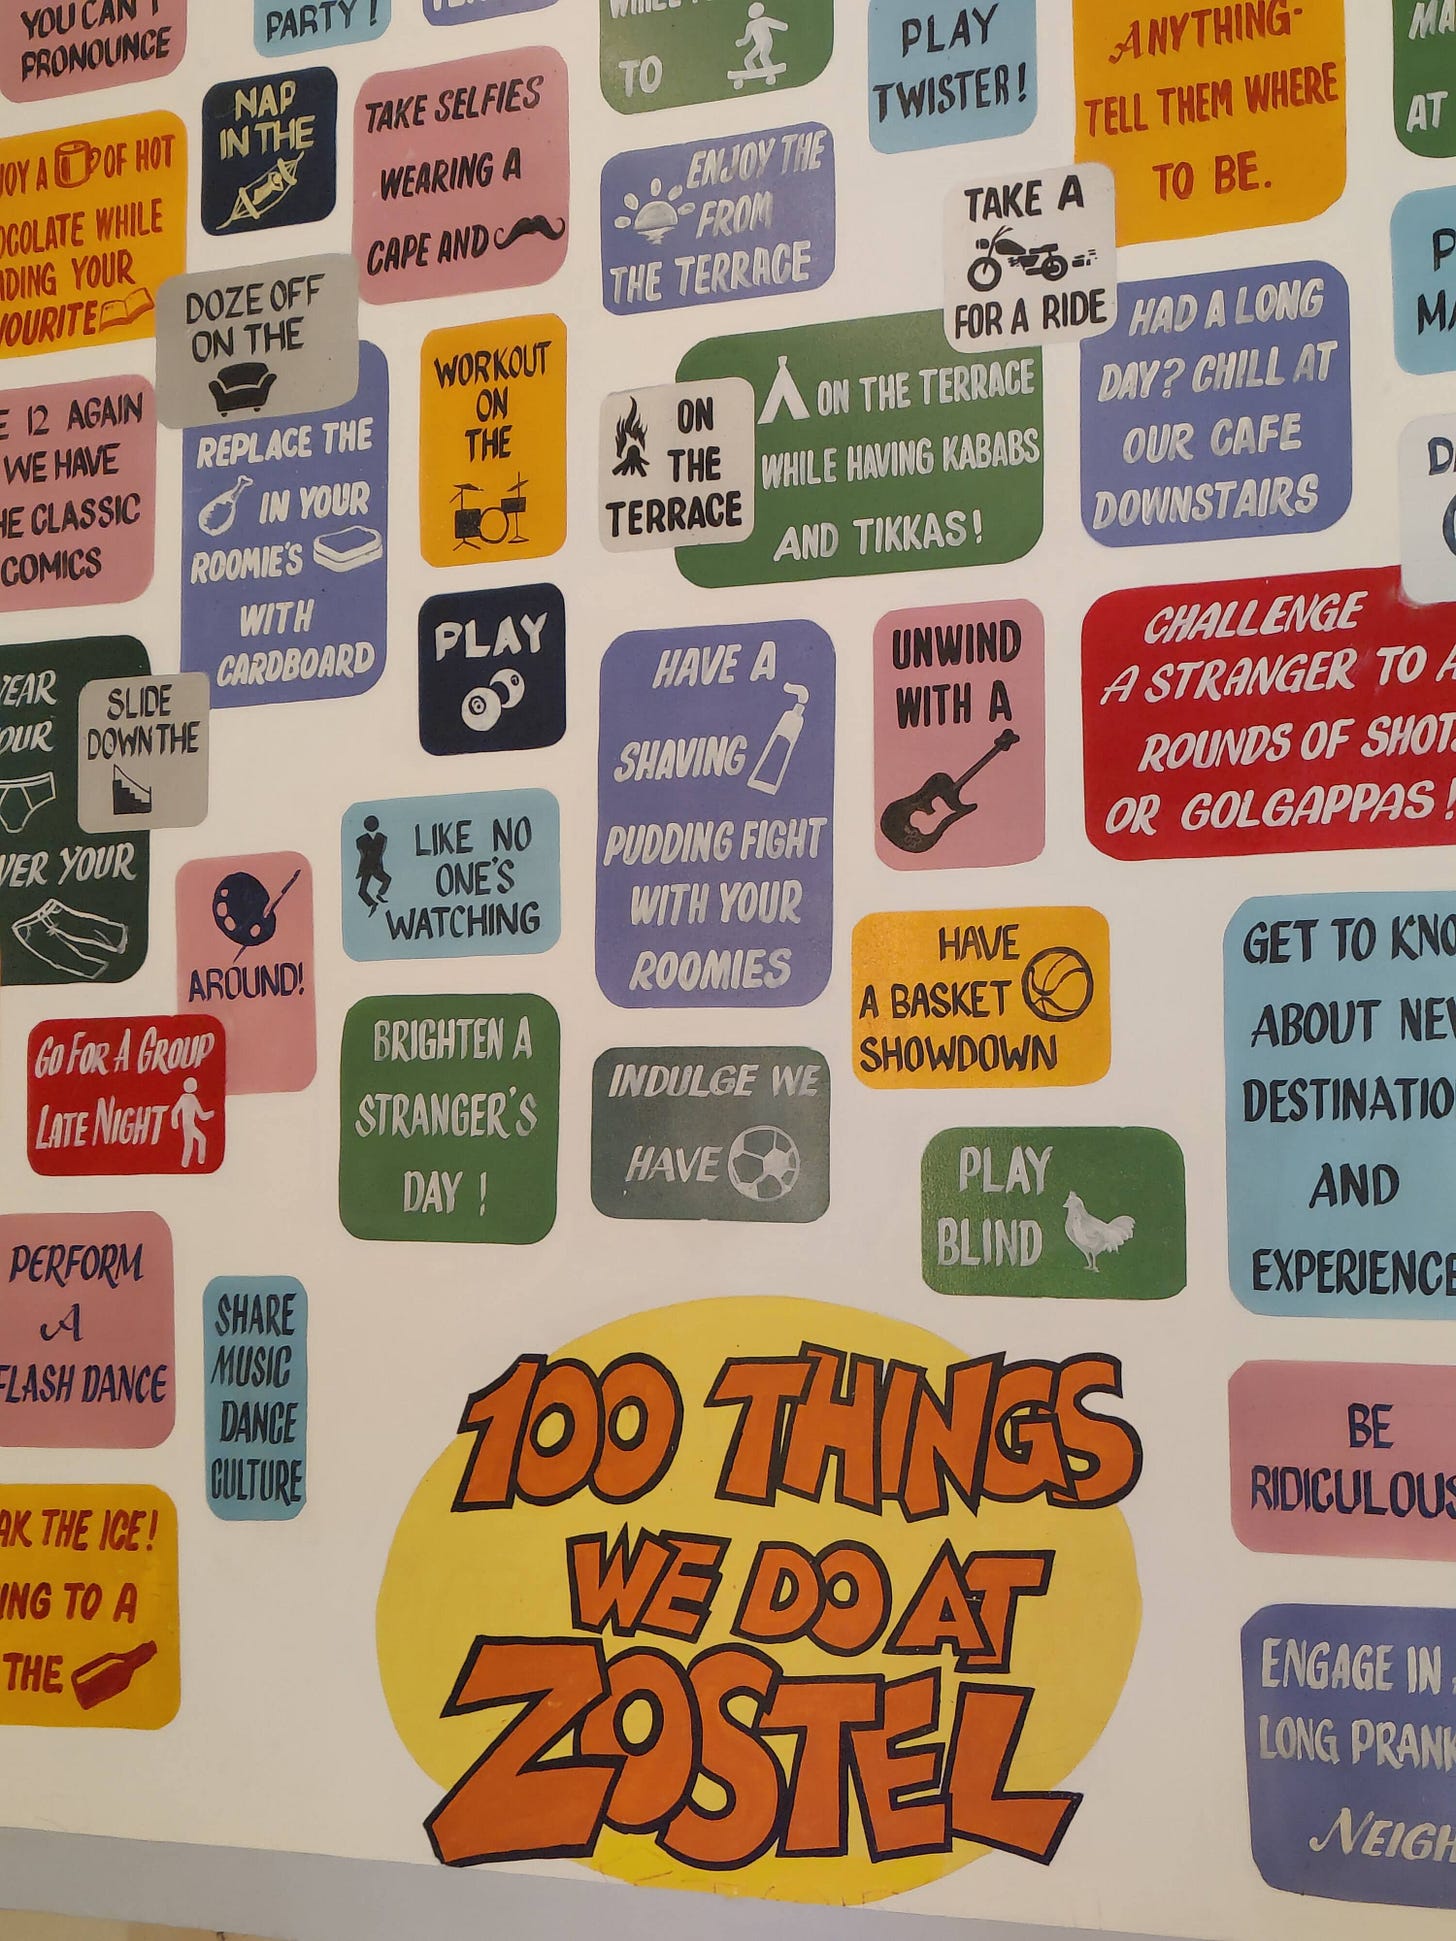 YOU CAN'T
PRONOUNCE
PARTY!
TO
PLAY
TWISTER!
ANYTHING-
TELL THEM WHERE
TO BE.
AT
NAP
IN THE
TAKE SELFIES
WEARING A
CAPE AND
ENJOY THE
FROM
THE TERRACE
TAKE A
FOR A RIDE
OY A OF HOT
OCOLATE WHILE
DING YOUR
VOURITE
DOZE OFF
ON THE
HAD A LONG
DAY? CHILL AT
OUR CAFE
DOWNSTAIRS
WORKOUT
ON
THE
ON
THE
TERRACE
ON THE TERRACE
WHILE HAVING KABABS
AND TIKKAS!
E 12 AGAIN
WE HAVE
HE CLASSIC
COMICS
REPLACE THE
IN YOUR
ROOMIE'S
WITH
CARDBOARD
PLAY
HAVE A
SHAVING
PUDDING FIGHT
WITH YOUR
ROOMIES
UNWIND
WITH A
CHALLENGE
A STRANGER TO A
ROUNDS OF SHOTS
OR GOLGAPPAS!
EAR
OUR
VER YOUR
SLIDE
DOWN THE
LIKE NO
ONE'S
WATCHING
AROUND!
HAVE
A BASKET
SHOWDOWN
GET TO KNO
ABOUT NEW
DESTINATIO
AND
EXPERIENCE
GO FOR A GROUP
LATE NIGHT
BRIGHTEN A
STRANGER'S
DAY!
INDULGE WE
HAVE
PLAY
BLIND
PERFORM
A
FLASH DANCE
SHARE
MUSIC
DANCE
CULTURE
BE
RIDICULOUS
AK THE ICE!
ING TO A
THE
100 THINGS
WE DO AT
ZOSTEL
ENGAGE IN
LONG PRANK
NEIGH